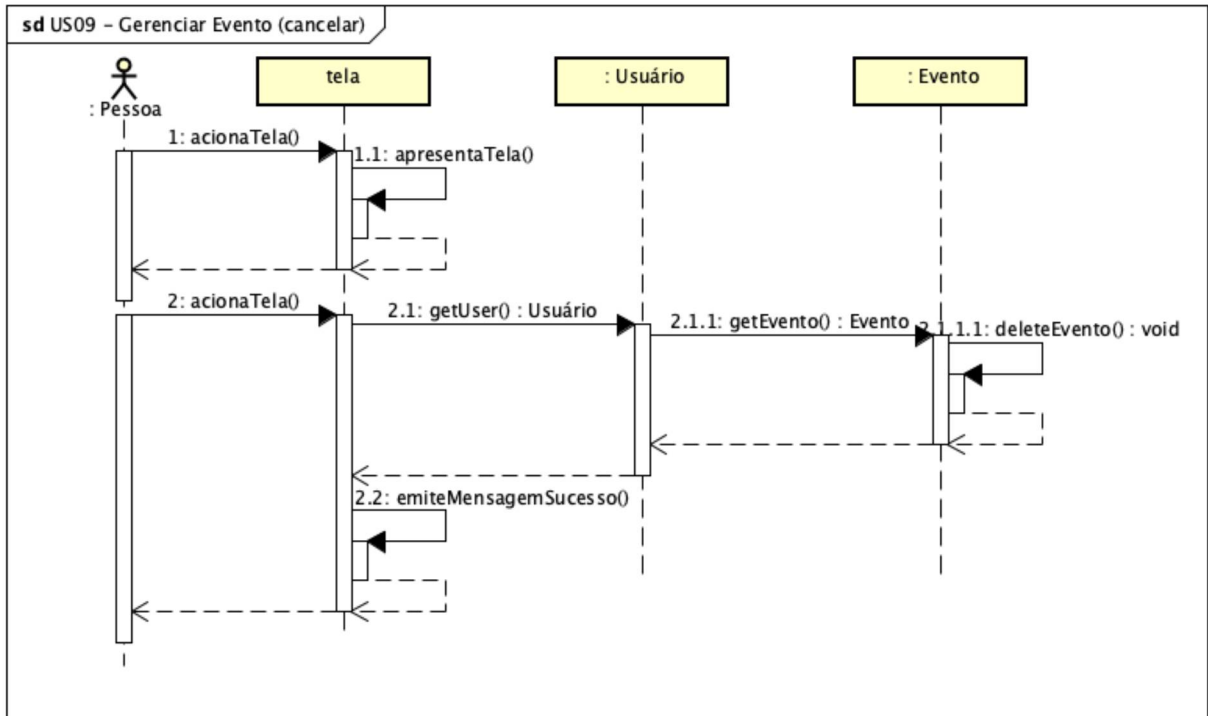 sd US09 – Gerenciar Evento (cancelar)
: Pessoa
tela
: Usuário
: Evento
1: acionaTela()
1.1: apresentaTela()
2: acionaTela()
2.1: getUser() : Usuário
2.1.1: getEvento() : Evento
2.1.1.1: deleteEvento() : void
2.2: emiteMensagemSucesso()